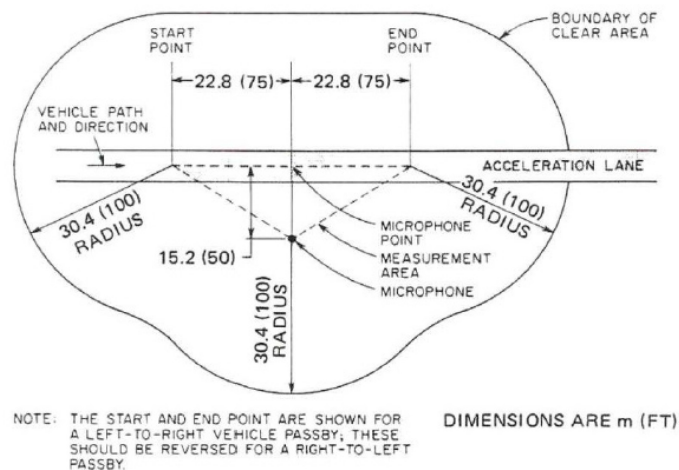 BOUNDARY OF
CLEAR AREA
START
POINT
END
POINT
22.8 (75)
22.8 (75)
VEHICLE PATH
AND DIRECTION
ACCELERATION LANE
30.4 (100)
RADIUS
30.4 (100)
RADIUS
15.2 (50)
MICROPHONE
POINT
MEASUREMENT
AREA
MICROPHONE
30.4 (100)
RADIUS
NOTE: THE START AND END POINT ARE SHOWN FOR
A LEFT-TO-RIGHT VEHICLE PASSBY; THESE
SHOULD BE REVERSED FOR A RIGHT-TO-LEFT
PASSBY.
DIMENSIONS ARE m (FT)